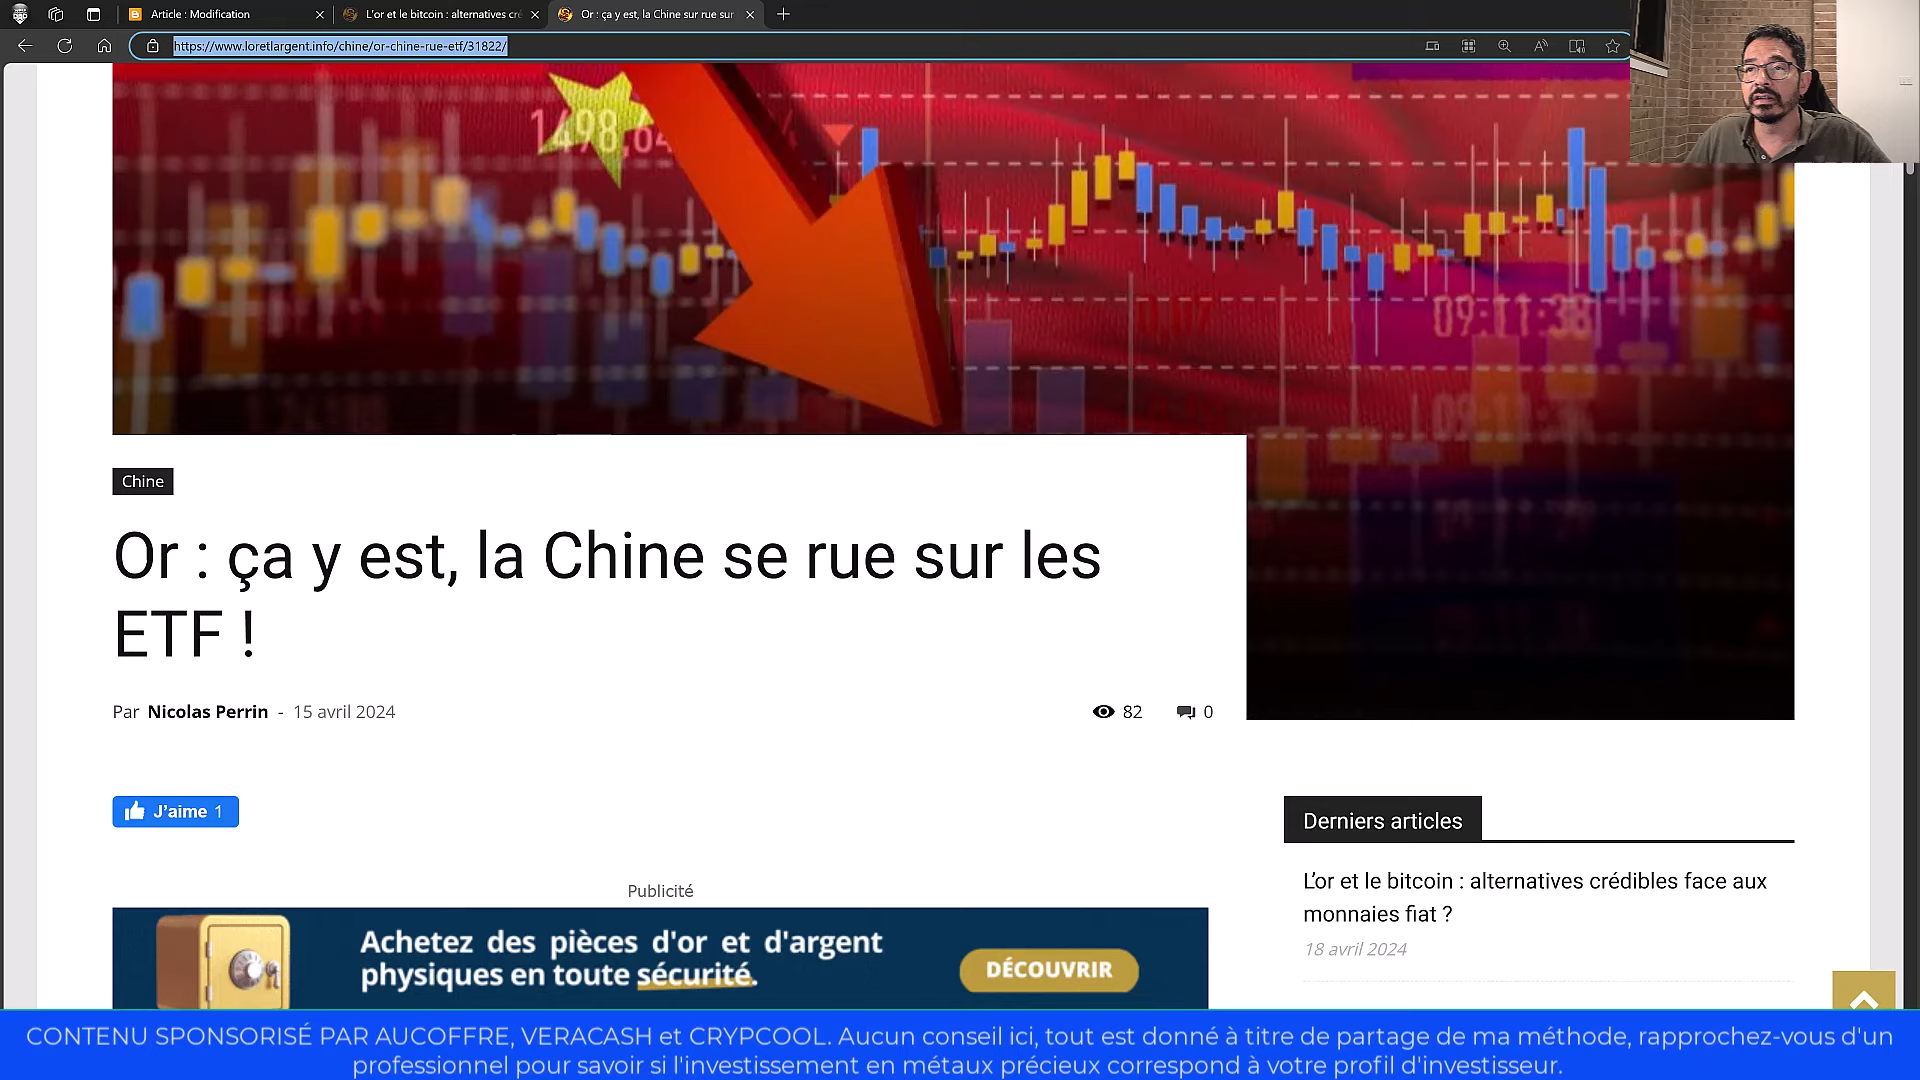 Article : Modification
L'or et le bitcoin : alternatives cré
Or : ça y est, la Chine sur rue sur
https://www.loretlargent.info/chine/or-chine-rue-etf/31822/
1498,64
09:11:38
Chine
Or : ça y est, la Chine se rue sur les
ETF !
Par Nicolas Perrin - 15 avril 2024
82
0
J'aime 1
Publicité
Achetez des pièces d'or et d'argent
physiques en toute sécurité.
DÉCOUVRIR
Derniers articles
L'or et le bitcoin : alternatives crédibles face aux
monnaies fiat ?
18 avril 2024
CONTENU SPONSORISÉ PAR AUCOFFRE, VERACASH et CRYPCOOL. Aucun conseil ici, tout est donné à titre de partage de ma méthode, rapprochez-vous d'un
professionnel pour savoir si l'investissement en métaux précieux correspond à votre profil d'investisseur.